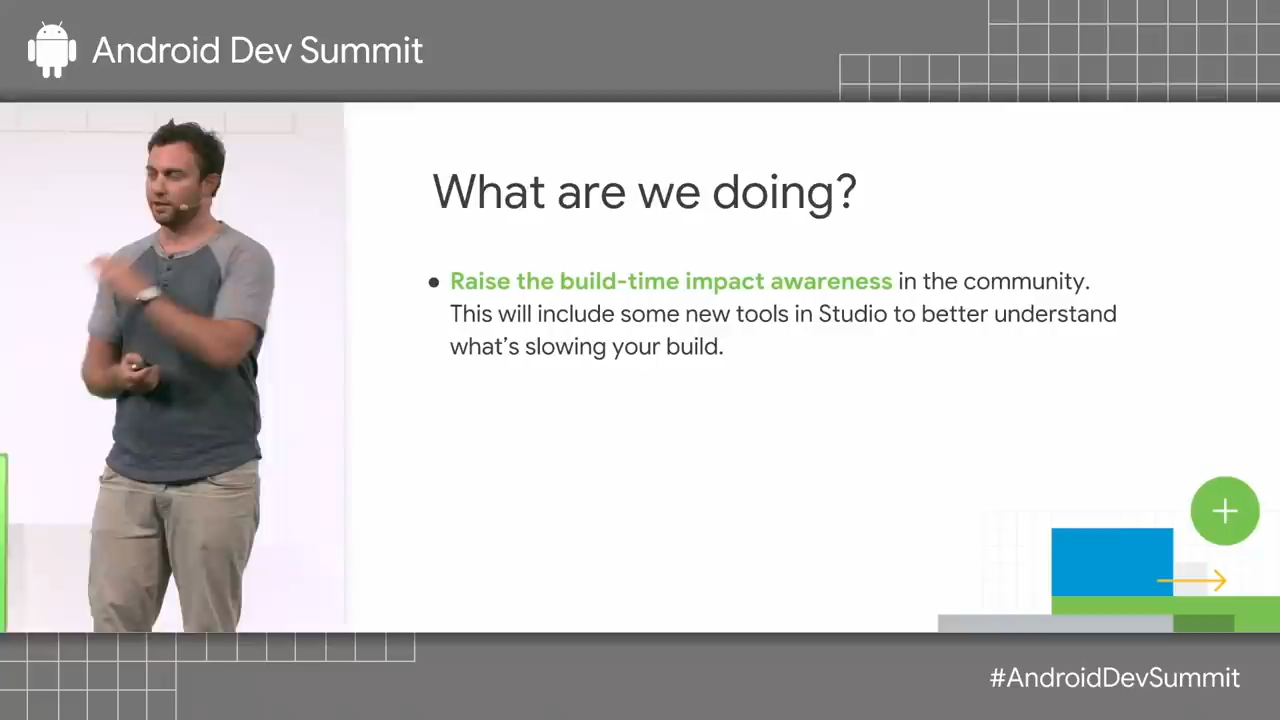 Android Dev Summit
What are we doing?
● Raise the build-time impact awareness in the community.
This will include some new tools in Studio to better understand
what's slowing your build.
#AndroidDevSummit